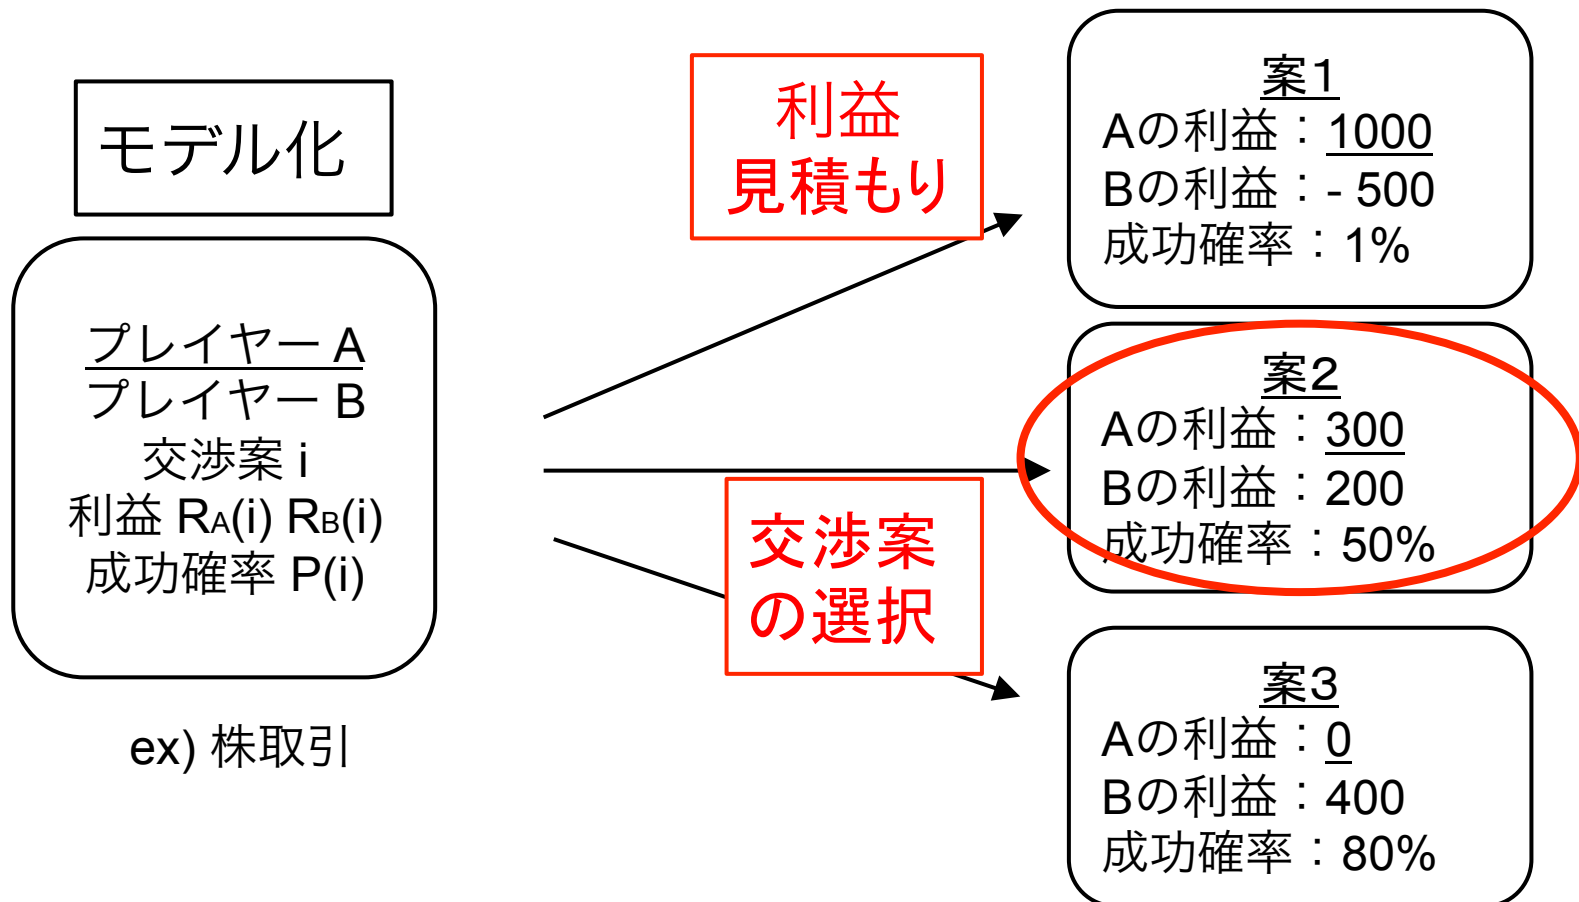 モデル化
プレイヤー A
プレイヤー B
交渉案 i
利益 RA(i) RB(i)
成功確率 P(i)
ex) 株取引
利益
見積もり
交渉案
の選択
案1
Aの利益：1000
Bの利益：- 500
成功確率：1%
案2
Aの利益：300
Bの利益：200
成功確率：50%
案3
Aの利益：0
Bの利益：400
成功確率：80%